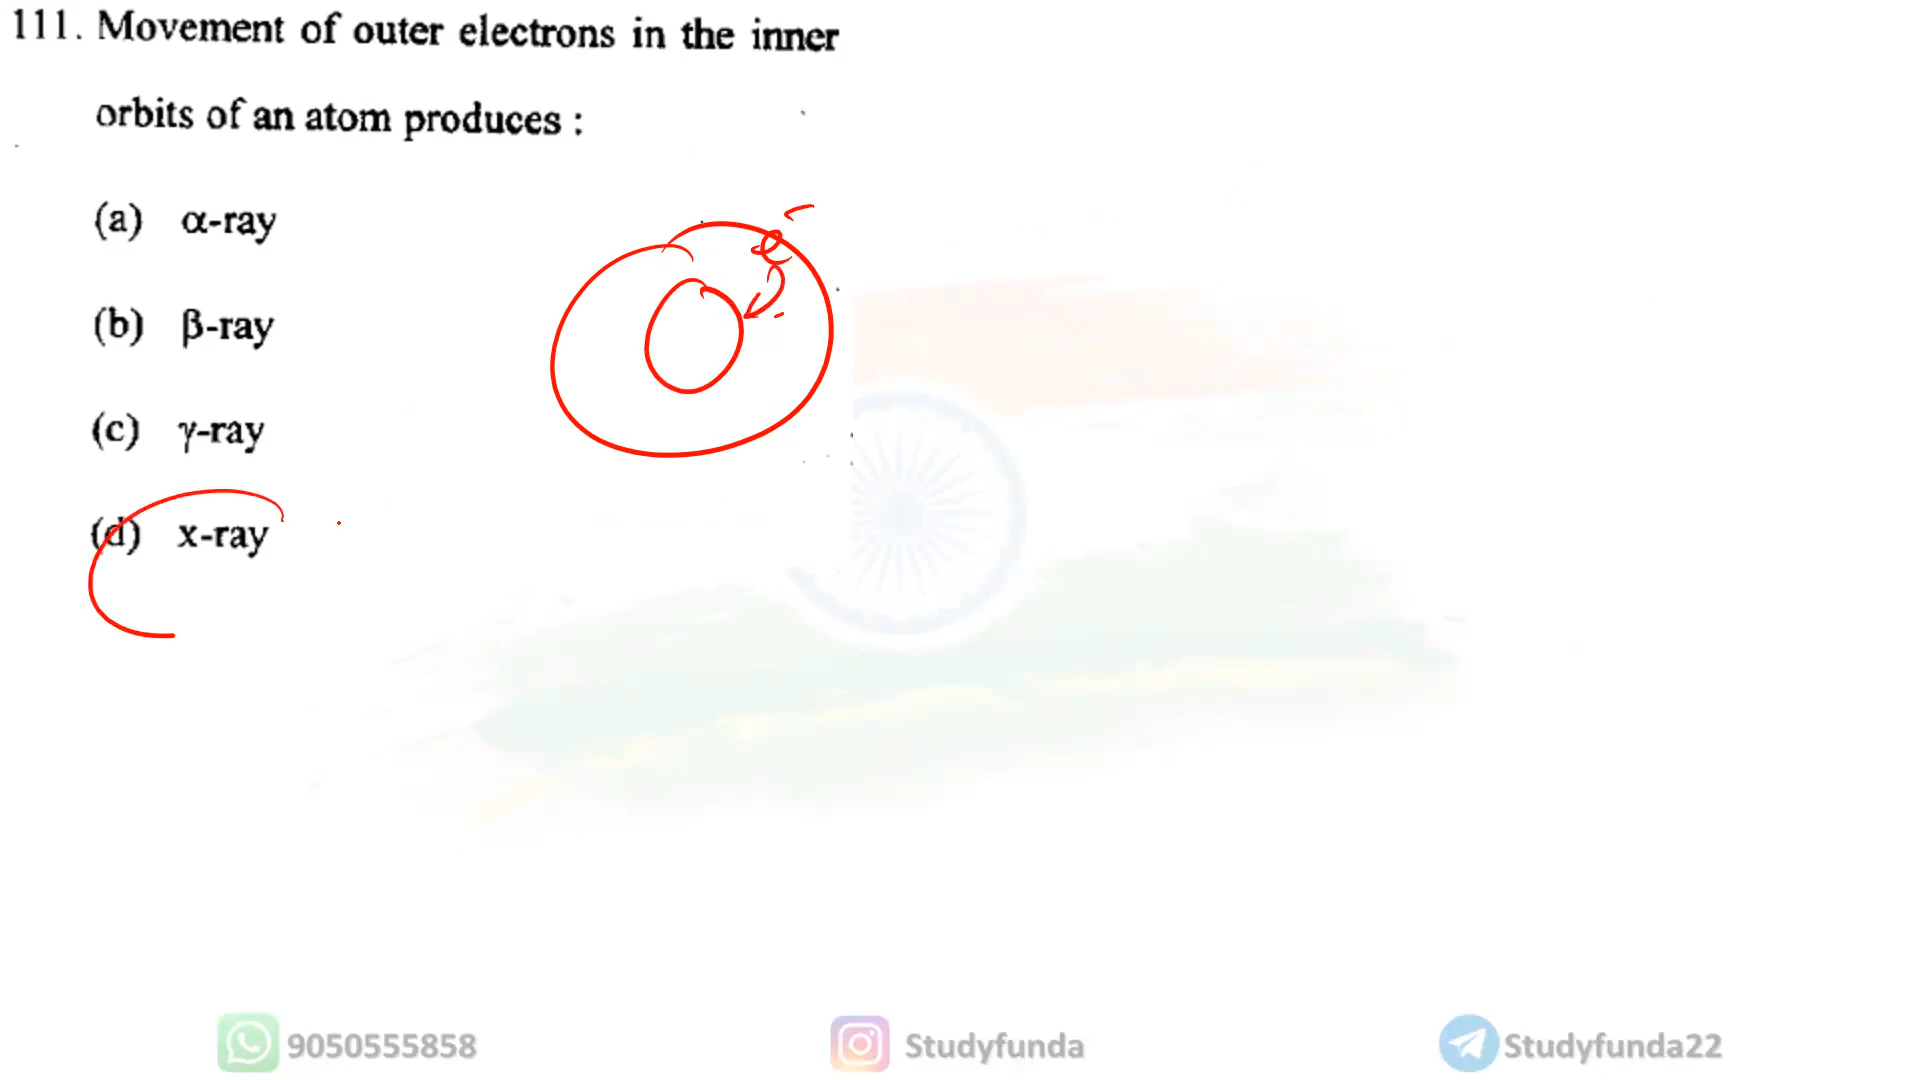 111. Movement of outer electrons in the inner
orbits of an atom produces :
(a) α-ray
(b) β-ray
(c) γ-ray
(d) x-ray
e⁻
9050555858
Studyfunda
Studyfunda22